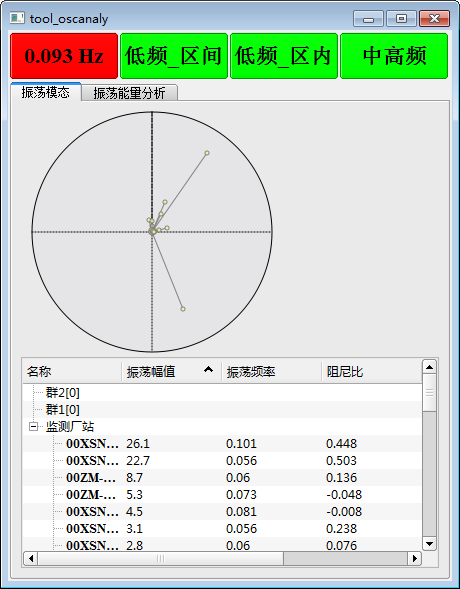 tool_oscanaly
0.093 Hz 低频_区间 低频_区内 中高频
振荡模态 振荡能量分析
名称 振荡幅值 振荡频率 阻尼比
群2[0]
群1[0]
监测厂站
00XSN... 26.1 0.101 0.448
00XSN... 22.7 0.056 0.503
00ZM-... 8.7 0.06 0.136
00ZM-... 5.3 0.073 -0.048
00XSN... 4.5 0.081 -0.008
00XSN... 3.1 0.056 0.238
00XSN... 2.8 0.06 0.076